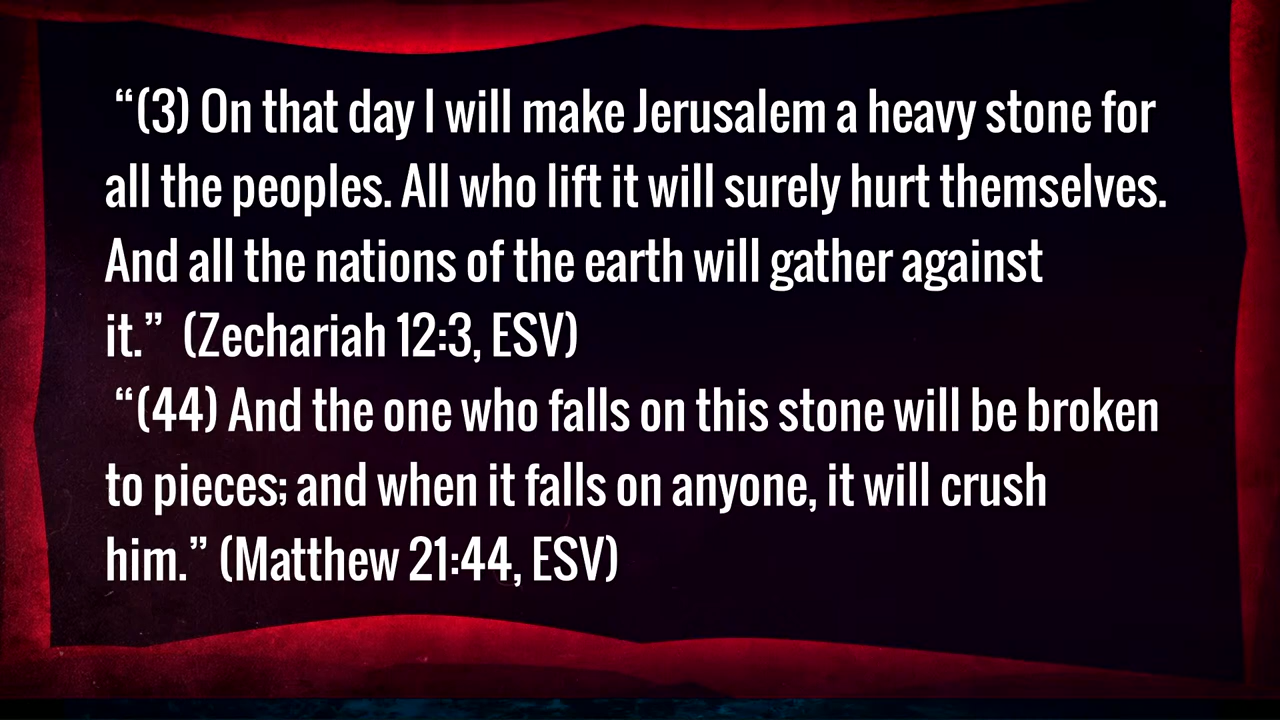 “(3) On that day I will make Jerusalem a heavy stone for
all the peoples. All who lift it will surely hurt themselves.
And all the nations of the earth will gather against
it.”  (Zechariah 12:3, ESV)
“(44) And the one who falls on this stone will be broken
to pieces; and when it falls on anyone, it will crush
him.” (Matthew 21:44, ESV)